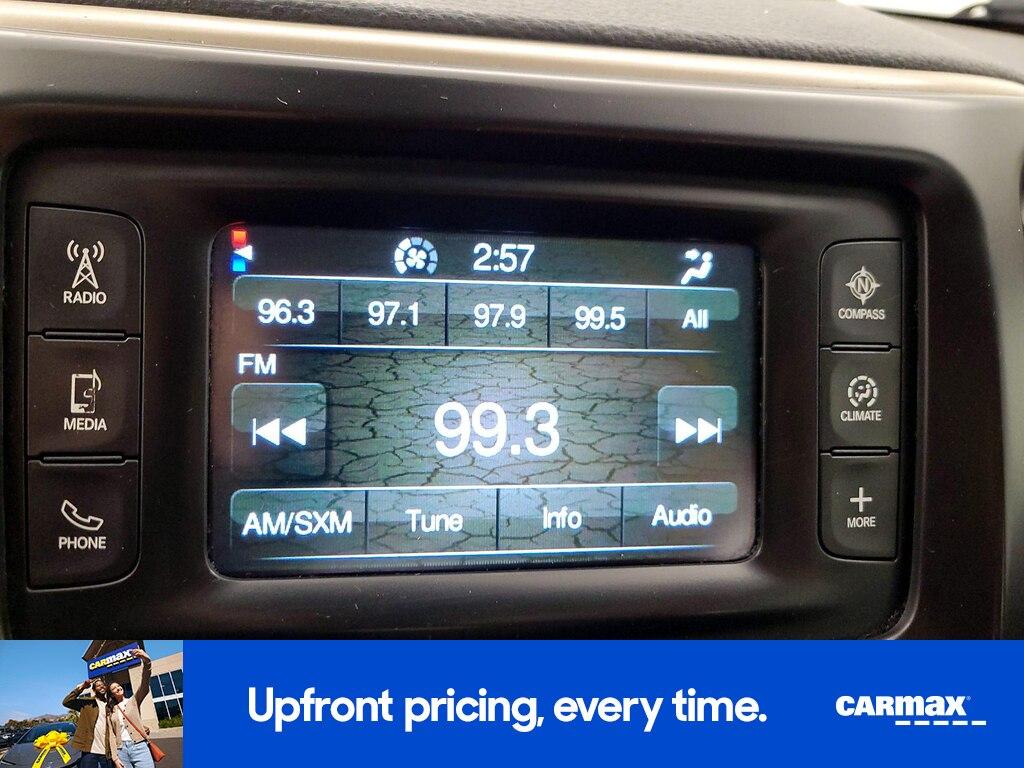 2:57
96.3 97.1 97.9 99.5 All
FM
99.3
AM/SXM Tune Info Audio
RADIO
MEDIA
PHONE
N
COMPASS
CLIMATE
MORE
CARMAX
Upfront pricing, every time.
CARMAX®